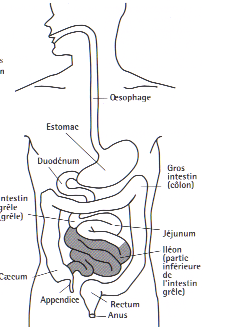 s
n
Œsophage
Estomac
Duodénum
Gros
intestin
(côlon)
ntestin
grêle
(grêle)
Jéjunum
Iléon
(partie
inférieure
de
l'intestin
grêle)
Cæcum
Appendice
Rectum
Anus